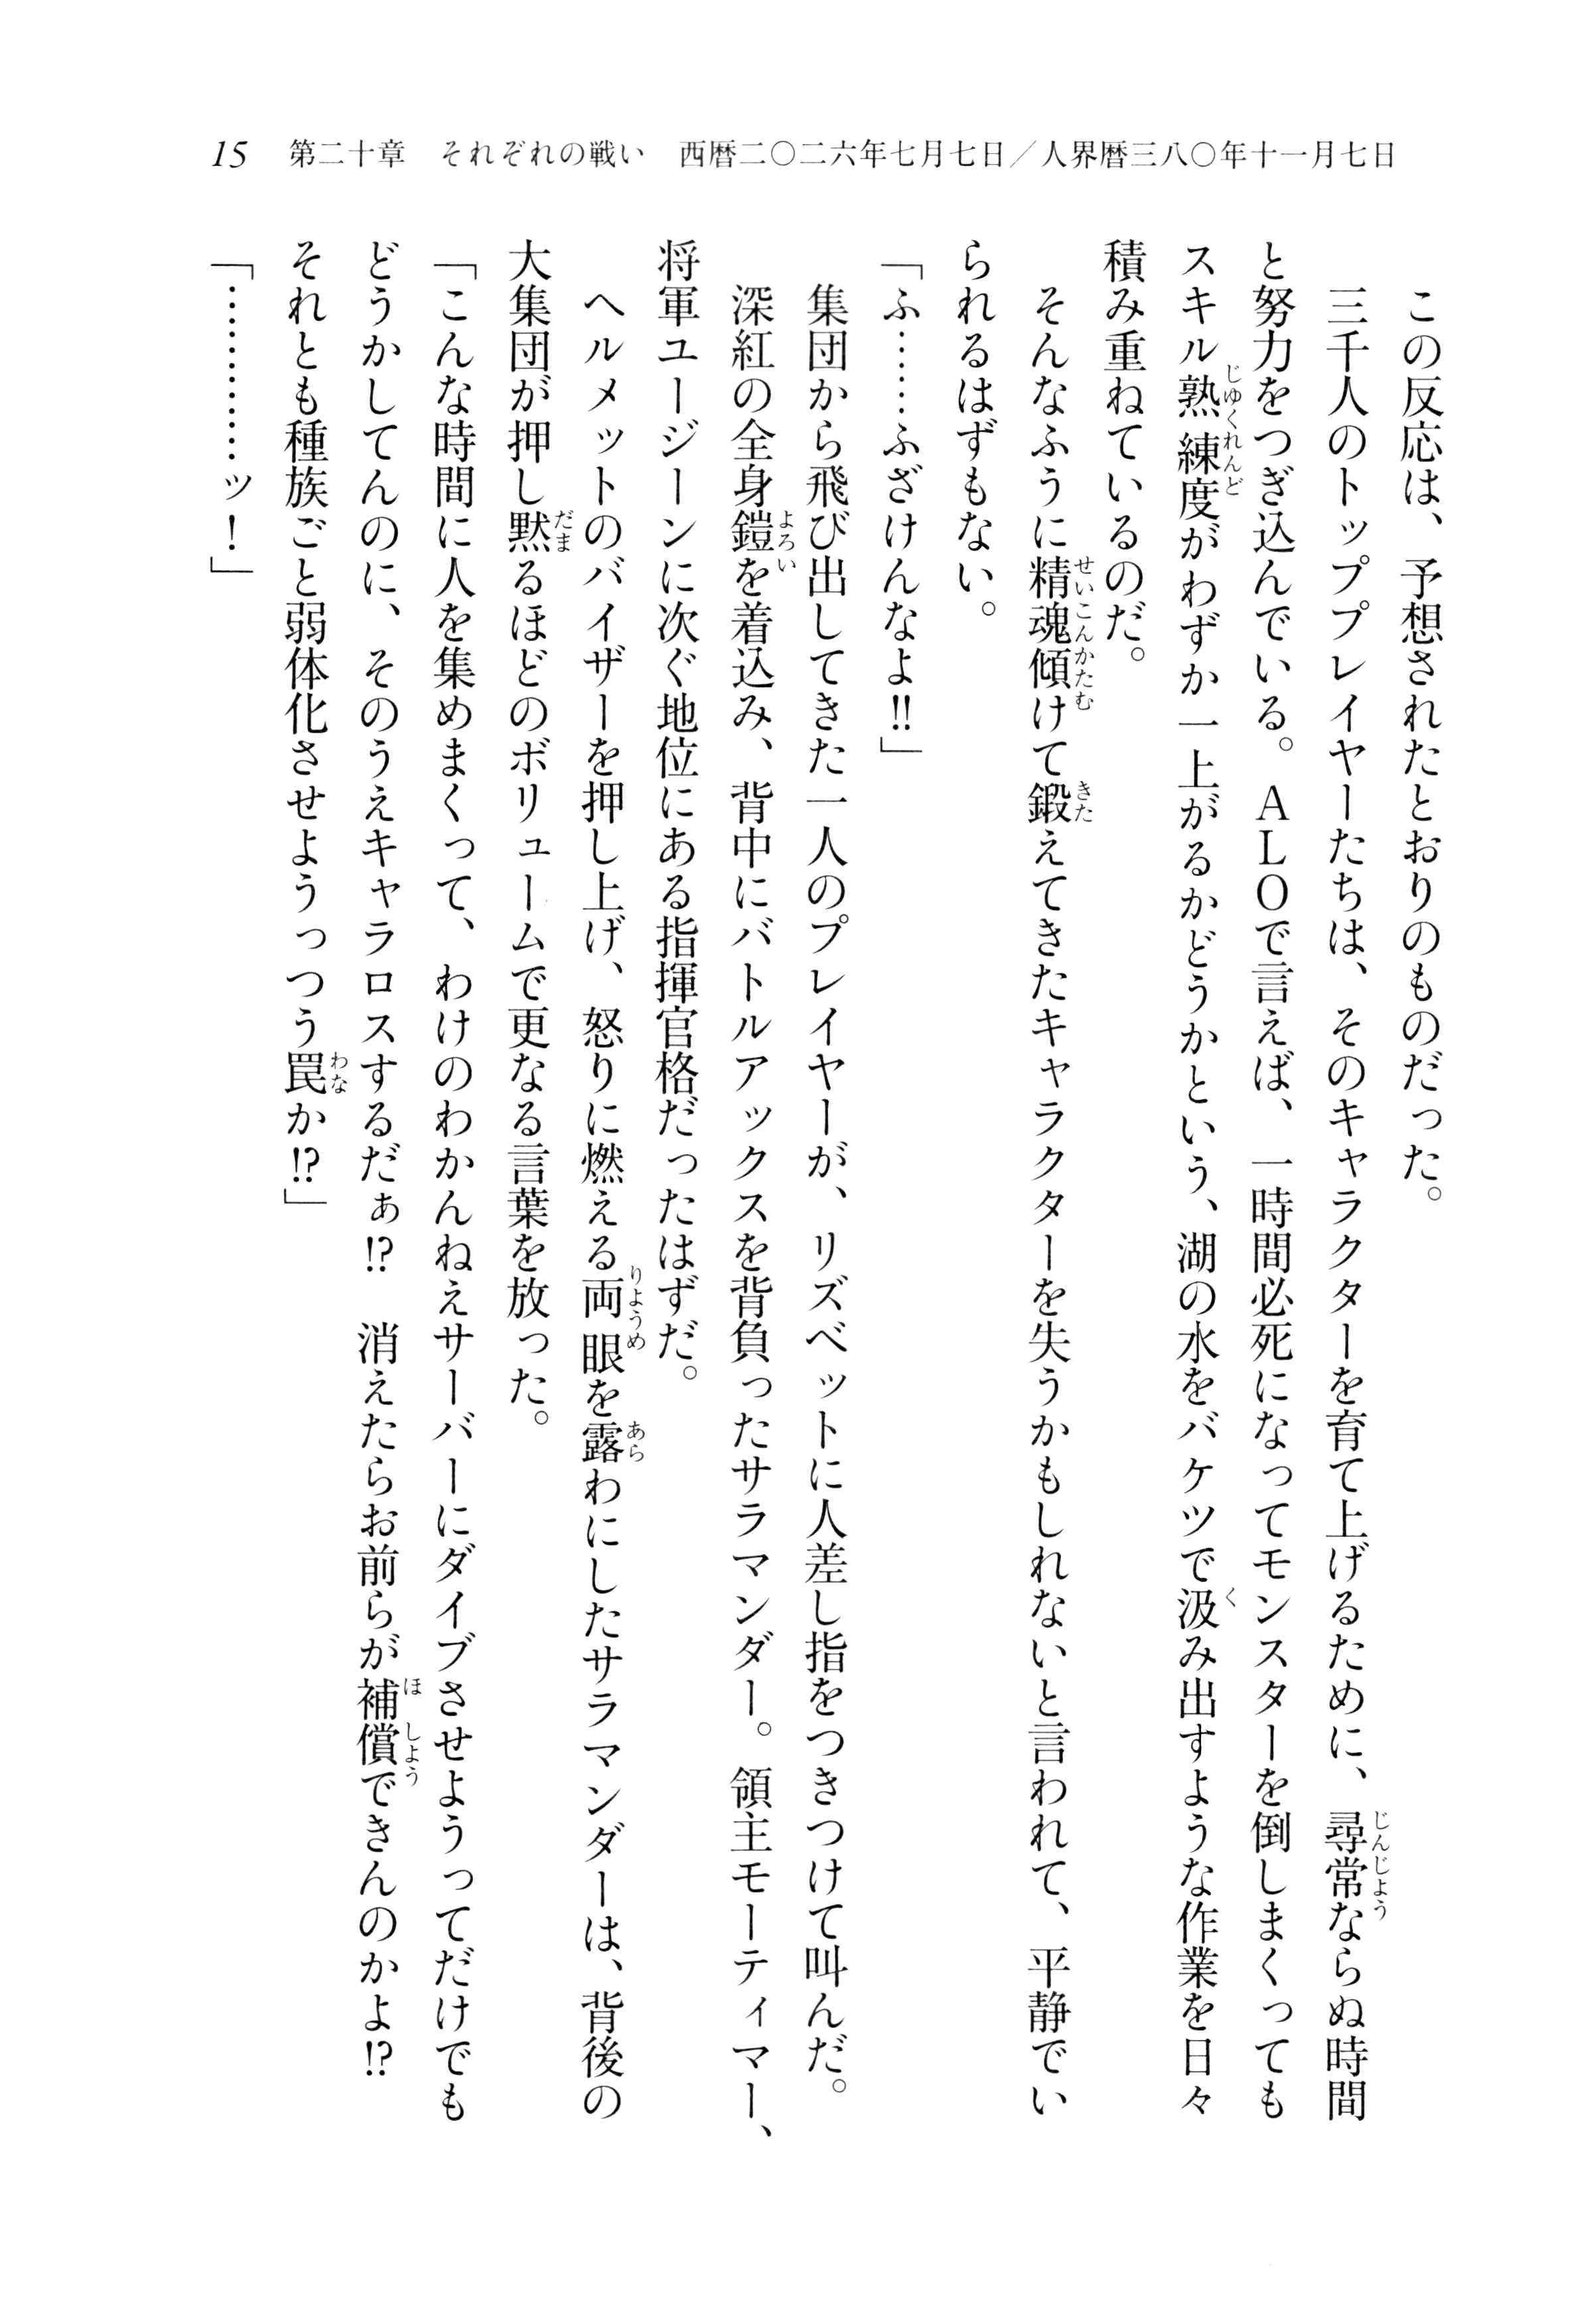 15　第二十章　それぞれの戦い　西暦二〇二六年七月七日／人界暦三八〇年十一月七日
この反応は、予想されたとおりのものだった。
三千人のトッププレイヤーたちは、そのキャラクターを育て上げるために、尋常ならぬ時間
と努力をつぎ込んでいる。ＡＬＯで言えば、一時間必死になってモンスターを倒しまくっても
スキル熟練度がわずか一上がるかどうかという、湖の水をバケツで汲み出すような作業を日々
積み重ねているのだ。
そんなふうに精魂傾けて鍛えてきたキャラクターを失うかもしれないと言われて、平静でい
られるはずもない。
「ふ……ふざけんなよ‼」
集団から飛び出してきた一人のプレイヤーが、リズベットに人差し指をつきつけて叫んだ。
深紅の全身鎧を着込み、背中にバトルアックスを背負ったサラマンダー。領主モーティマー、
将軍ユージーンに次ぐ地位にある指揮官格だったはずだ。
ヘルメットのバイザーを押し上げ、怒りに燃える両眼を露わにしたサラマンダーは、背後の
大集団が押し黙るほどのボリュームで更なる言葉を放った。
「こんな時間に人を集めまくって、わけのわかんねえサーバーにダイブさせようってだけでも
どうかしてんのに、そのうえキャラロスするだぁ⁉　消えたらお前らが補償できんのかよ⁉
それとも種族ごと弱体化させようっつう罠か⁉」
「…………ッ！」